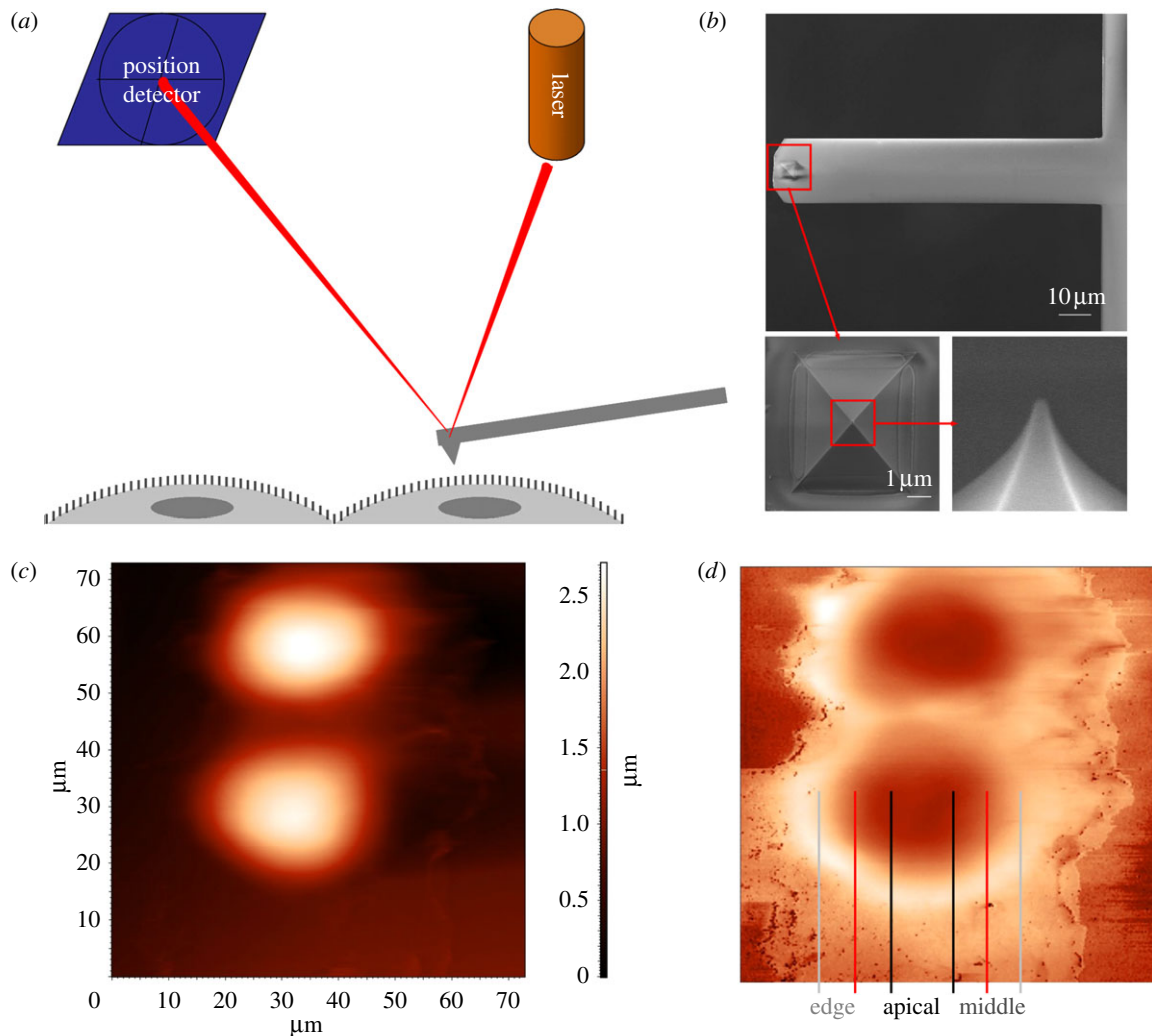 (a)
position
detector
laser
(b)
10 µm
1 µm
(c)
70
60
50
40
30
20
10
0
µm
10 20 30 40 50 60 70
µm
2.5
2.0
1.5
1.0
0.5
0
µm
(d)
edge apical middle